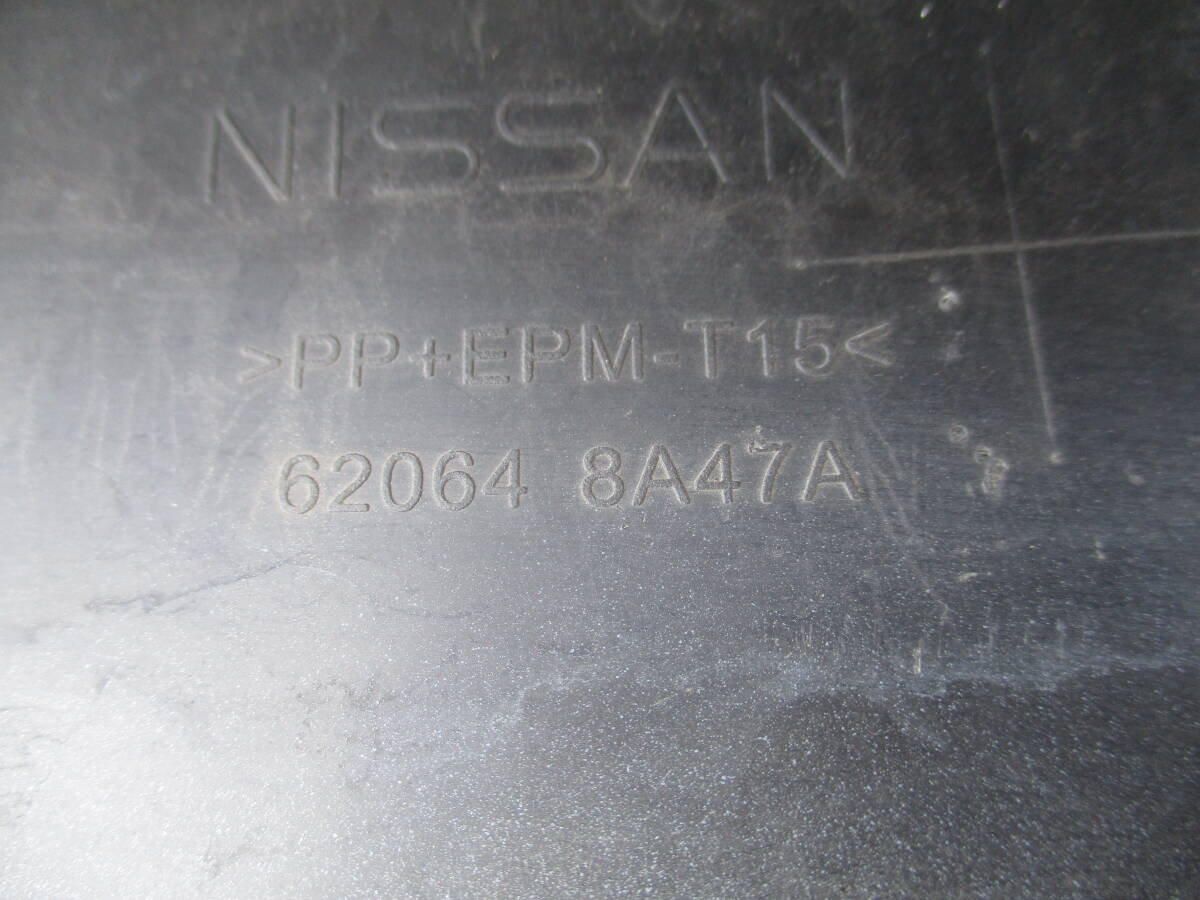 NISSAN
>PP+EPM-T15<
62064 8A47A